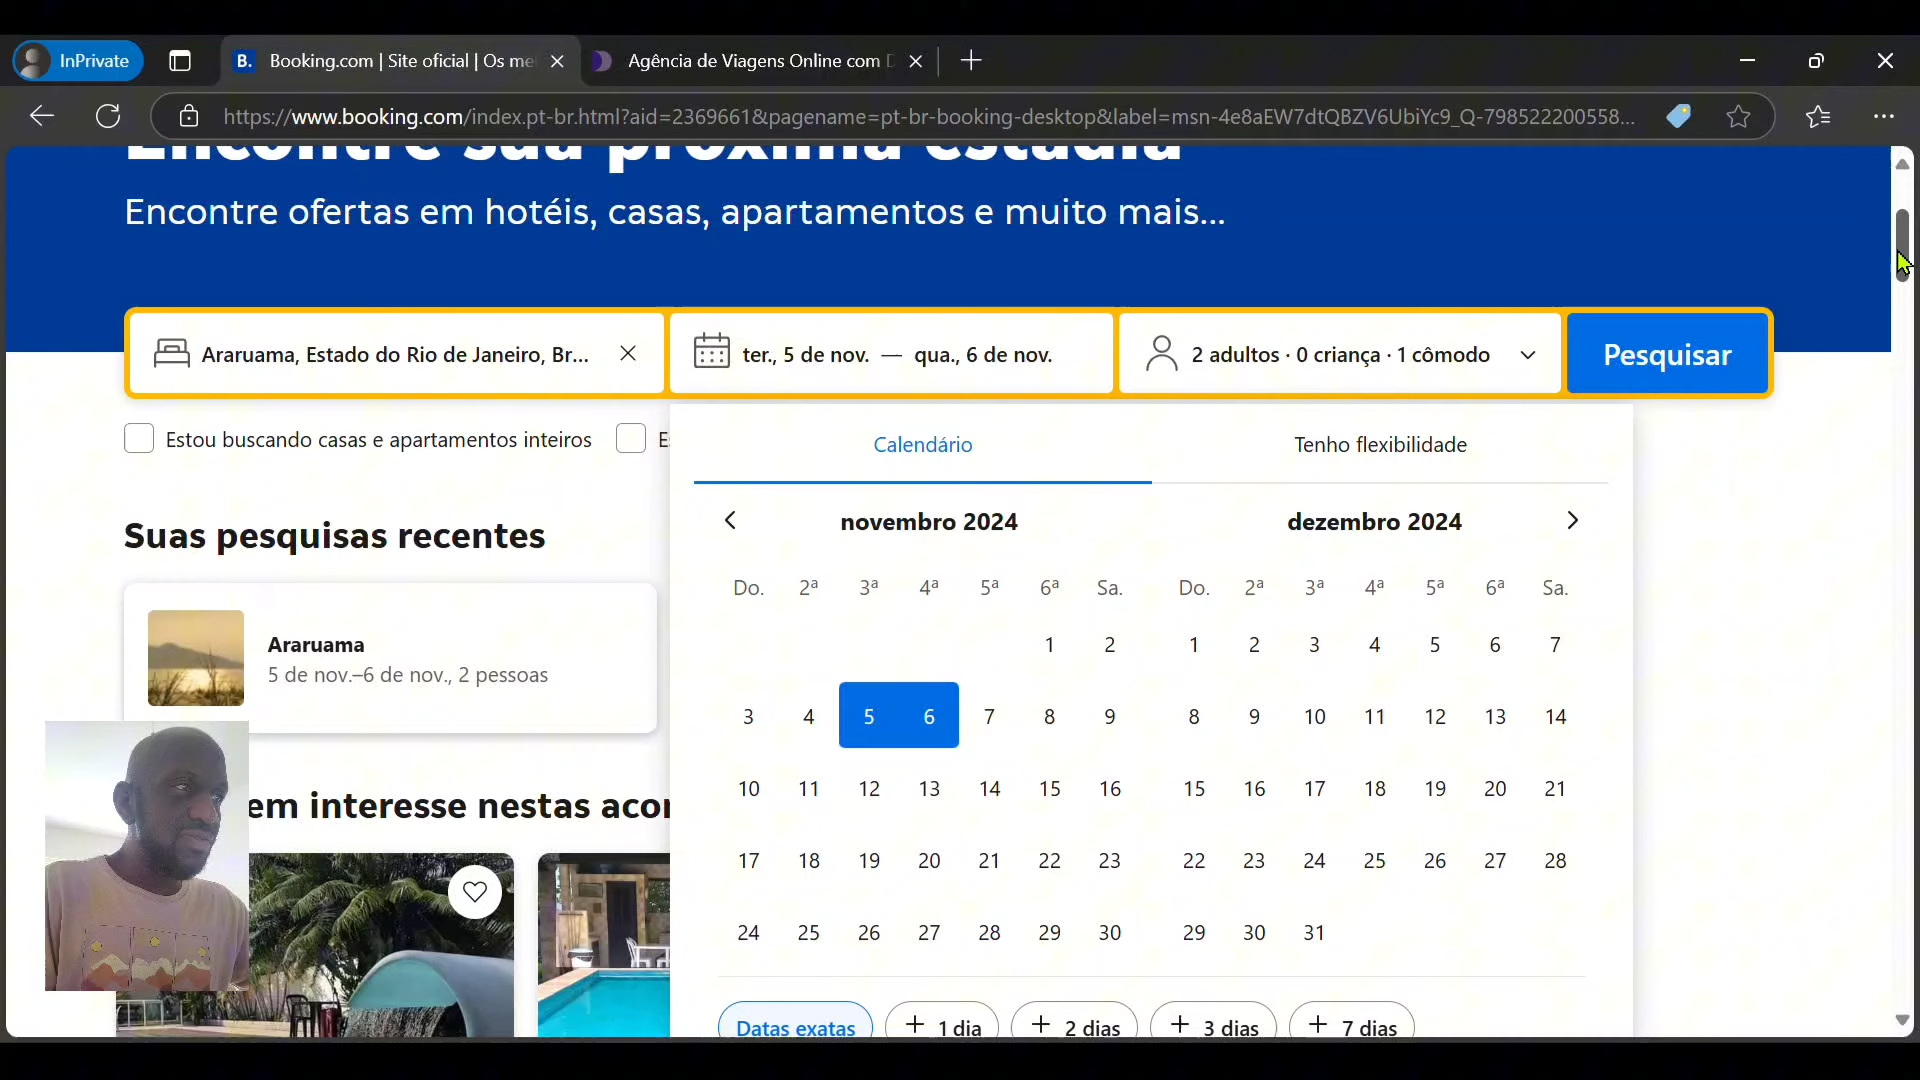 InPrivate
B. Booking.com | Site oficial | Os me
Agência de Viagens Online com
https://www.booking.com/index.pt-br.html?aid=2369661&pagename=pt-br-booking-desktop&label=msn-4e8aEW7dtQBZV6UbiYc9_Q-798522200558...
Encontre sua próxima estadia
Encontre ofertas em hotéis, casas, apartamentos e muito mais...
Araruama, Estado do Rio de Janeiro, Br...
ter., 5 de nov. — qua., 6 de nov.
2 adultos · 0 criança · 1 cômodo
Pesquisar
Estou buscando casas e apartamentos inteiros
Calendário
Tenho flexibilidade
Suas pesquisas recentes
Araruama
5 de nov.–6 de nov., 2 pessoas
em interesse nestas acor
novembro 2024
Do. 2ª 3ª 4ª 5ª 6ª Sa.
1 2
3 4 5 6 7 8 9
10 11 12 13 14 15 16
17 18 19 20 21 22 23
24 25 26 27 28 29 30
dezembro 2024
Do. 2ª 3ª 4ª 5ª 6ª Sa.
1 2 3 4 5 6 7
8 9 10 11 12 13 14
15 16 17 18 19 20 21
22 23 24 25 26 27 28
29 30 31
Datas exatas
1 dia
2 dias
3 dias
7 dias